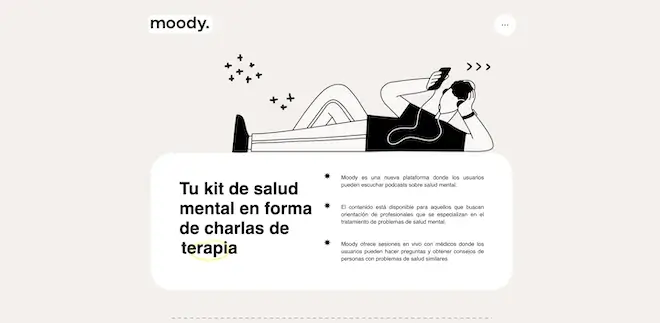 moody.
Tu kit de salud
mental en forma
de charlas de
terapia
Moody es una nueva plataforma donde los usuarios
pueden escuchar podcasts sobre salud mental.
El contenido está disponible para aquellos que buscan
orientación de profesionales que se especializan en el
tratamiento de problemas de salud mental.
Moody ofrece sesiones en vivo con médicos donde los
usuarios pueden hacer preguntas y obtener consejos de
personas con problemas de salud similares